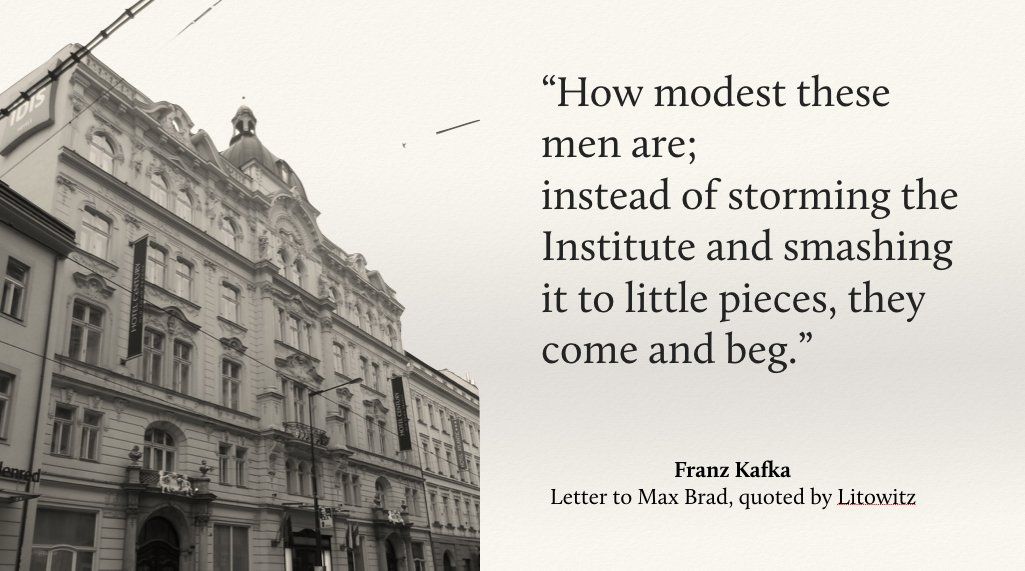 ibis
HOTEL CENTURY
HOTEL CENTURY
“How modest these
men are;
instead of storming the
Institute and smashing
it to little pieces, they
come and beg.”
Franz Kafka
Letter to Max Brad, quoted by Litowitz